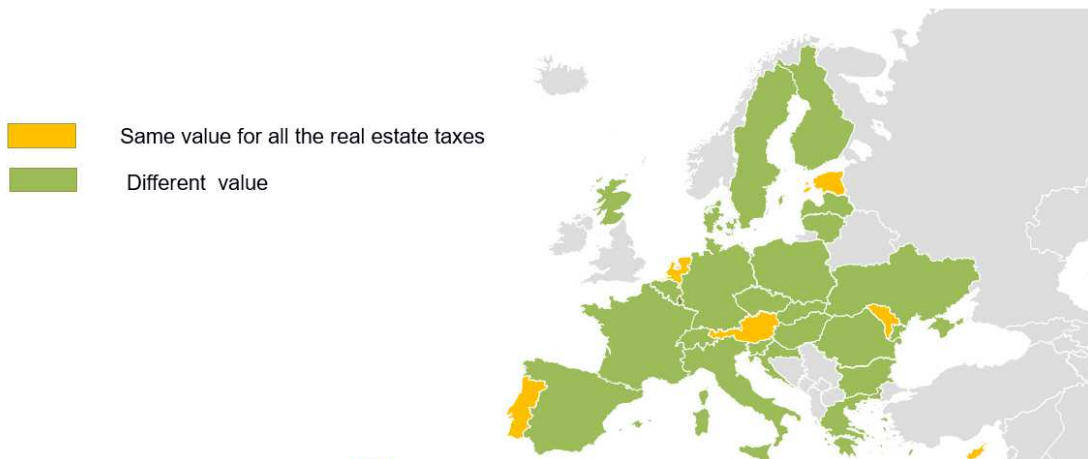 Same value for all the real estate taxes
Different value